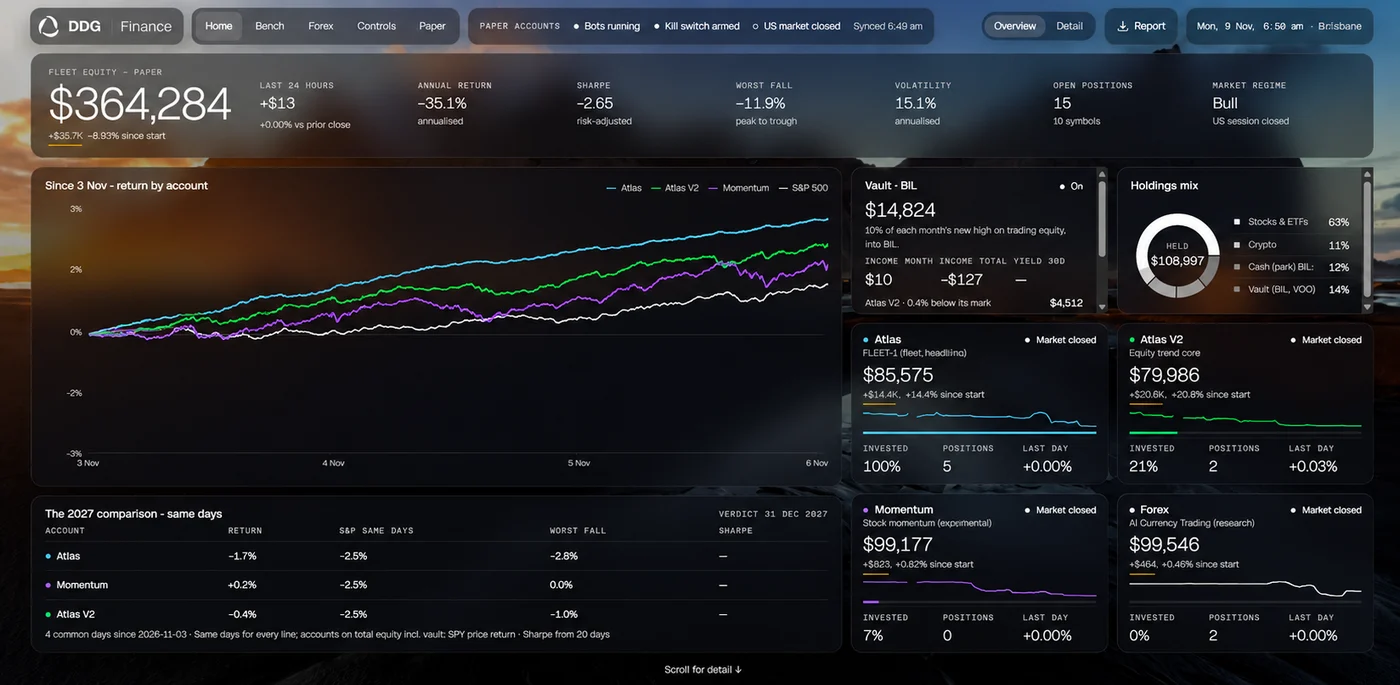 DDG Finance
Home Bench Forex Controls Paper
PAPER ACCOUNTS Bots running Kill switch armed US market closed Synced 6:49 am
Overview Detail
Report
Mon, 9 Nov, 6:50 am · Brisbane
FLEET EQUITY – PAPER
$364,284
+$35.7K –8.93% since start
LAST 24 HOURS
+$13
+0.00% vs prior close
ANNUAL RETURN
–35.1%
annualised
SHARPE
–2.65
risk-adjusted
WORST FALL
–11.9%
peak to trough
VOLATILITY
15.1%
annualised
OPEN POSITIONS
15
10 symbols
MARKET REGIME
Bull
US session closed
Since 3 Nov - return by account
Atlas Atlas V2 Momentum S&P 500
3%
2%
0%
-2%
-3%
3 Nov 4 Nov 5 Nov 6 Nov
Vault - BIL
On
$14,824
10% of each month's new high on trading equity,
into BIL.
INCOME MONTH INCOME TOTAL YIELD 30D
$10 -$127 —
Atlas V2 · 0.4% below its mark $4,512
Holdings mix
HELD
$108,997
Stocks & ETFs 63%
Crypto 11%
Cash (park) BIL: 12%
Vault (BIL, VOO) 14%
Atlas
Market closed
FLEET-1 (fleet, headlino)
$85,575
+$14.4K, +14.4% since start
INVESTED POSITIONS LAST DAY
100% 5 +0.00%
Atlas V2
Market closed
Equity trend core
$79,986
+$20.6K, +20.8% since start
INVESTED POSITIONS LAST DAY
21% 2 +0.03%
The 2027 comparison - same days
VERDICT 31 DEC 2027
ACCOUNT RETURN S&P SAME DAYS WORST FALL SHARPE
Atlas –1.7% –2.5% –2.8% —
Momentum +0.2% –2.5% 0.0% —
Atlas V2 –0.4% –2.5% –1.0% —
4 common days since 2026-11-03 · Same days for every line; accounts on total equity incl. vault; SPY price return · Sharpe from 20 days
Momentum
Market closed
Stock momentum (expımental)
$99,177
+$823, +0.82% since start
INVESTED POSITIONS LAST DAY
7% 0 +0.00%
Forex
Market closed
AI Currency Trading (research)
$99,546
+$464, +0.46% since start
INVESTED POSITIONS LAST DAY
0% 2 +0.00%
Scroll for detail ↓